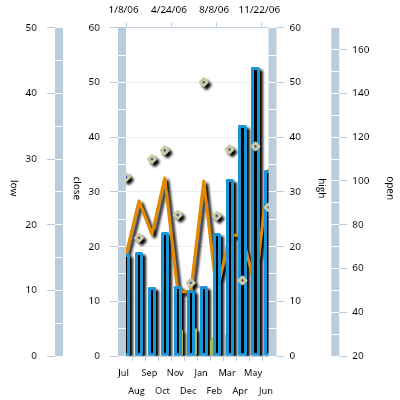 1/8/06 4/24/06 8/8/06 11/22/06
50 60 60 160
40 50 50 140
30 40 40 120
20 30 30 100
10 20 20 80
0 10 10 60
0 0 40
20
low close high open
Jul Sep Nov Jan Mar May
Aug Oct Dec Feb Apr Jun